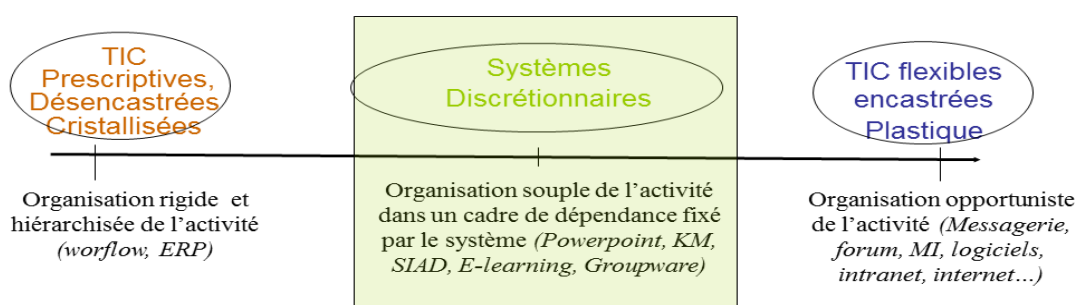 TIC
Prescriptives,
Désencastrées
Cristallisées
Organisation rigide et
hiérarchisée de l'activité
(worflow, ERP)
Systèmes
Discrétionnaires
Organisation souple de l'activité
dans un cadre de dépendance fixé
par le système (Powerpoint, KM,
SIAD, E-learning, Groupware)
TIC flexibles
encastrées
Plastique
Organisation opportuniste
de l'activité (Messagerie,
forum, MI, logiciels,
intranet, internet…)